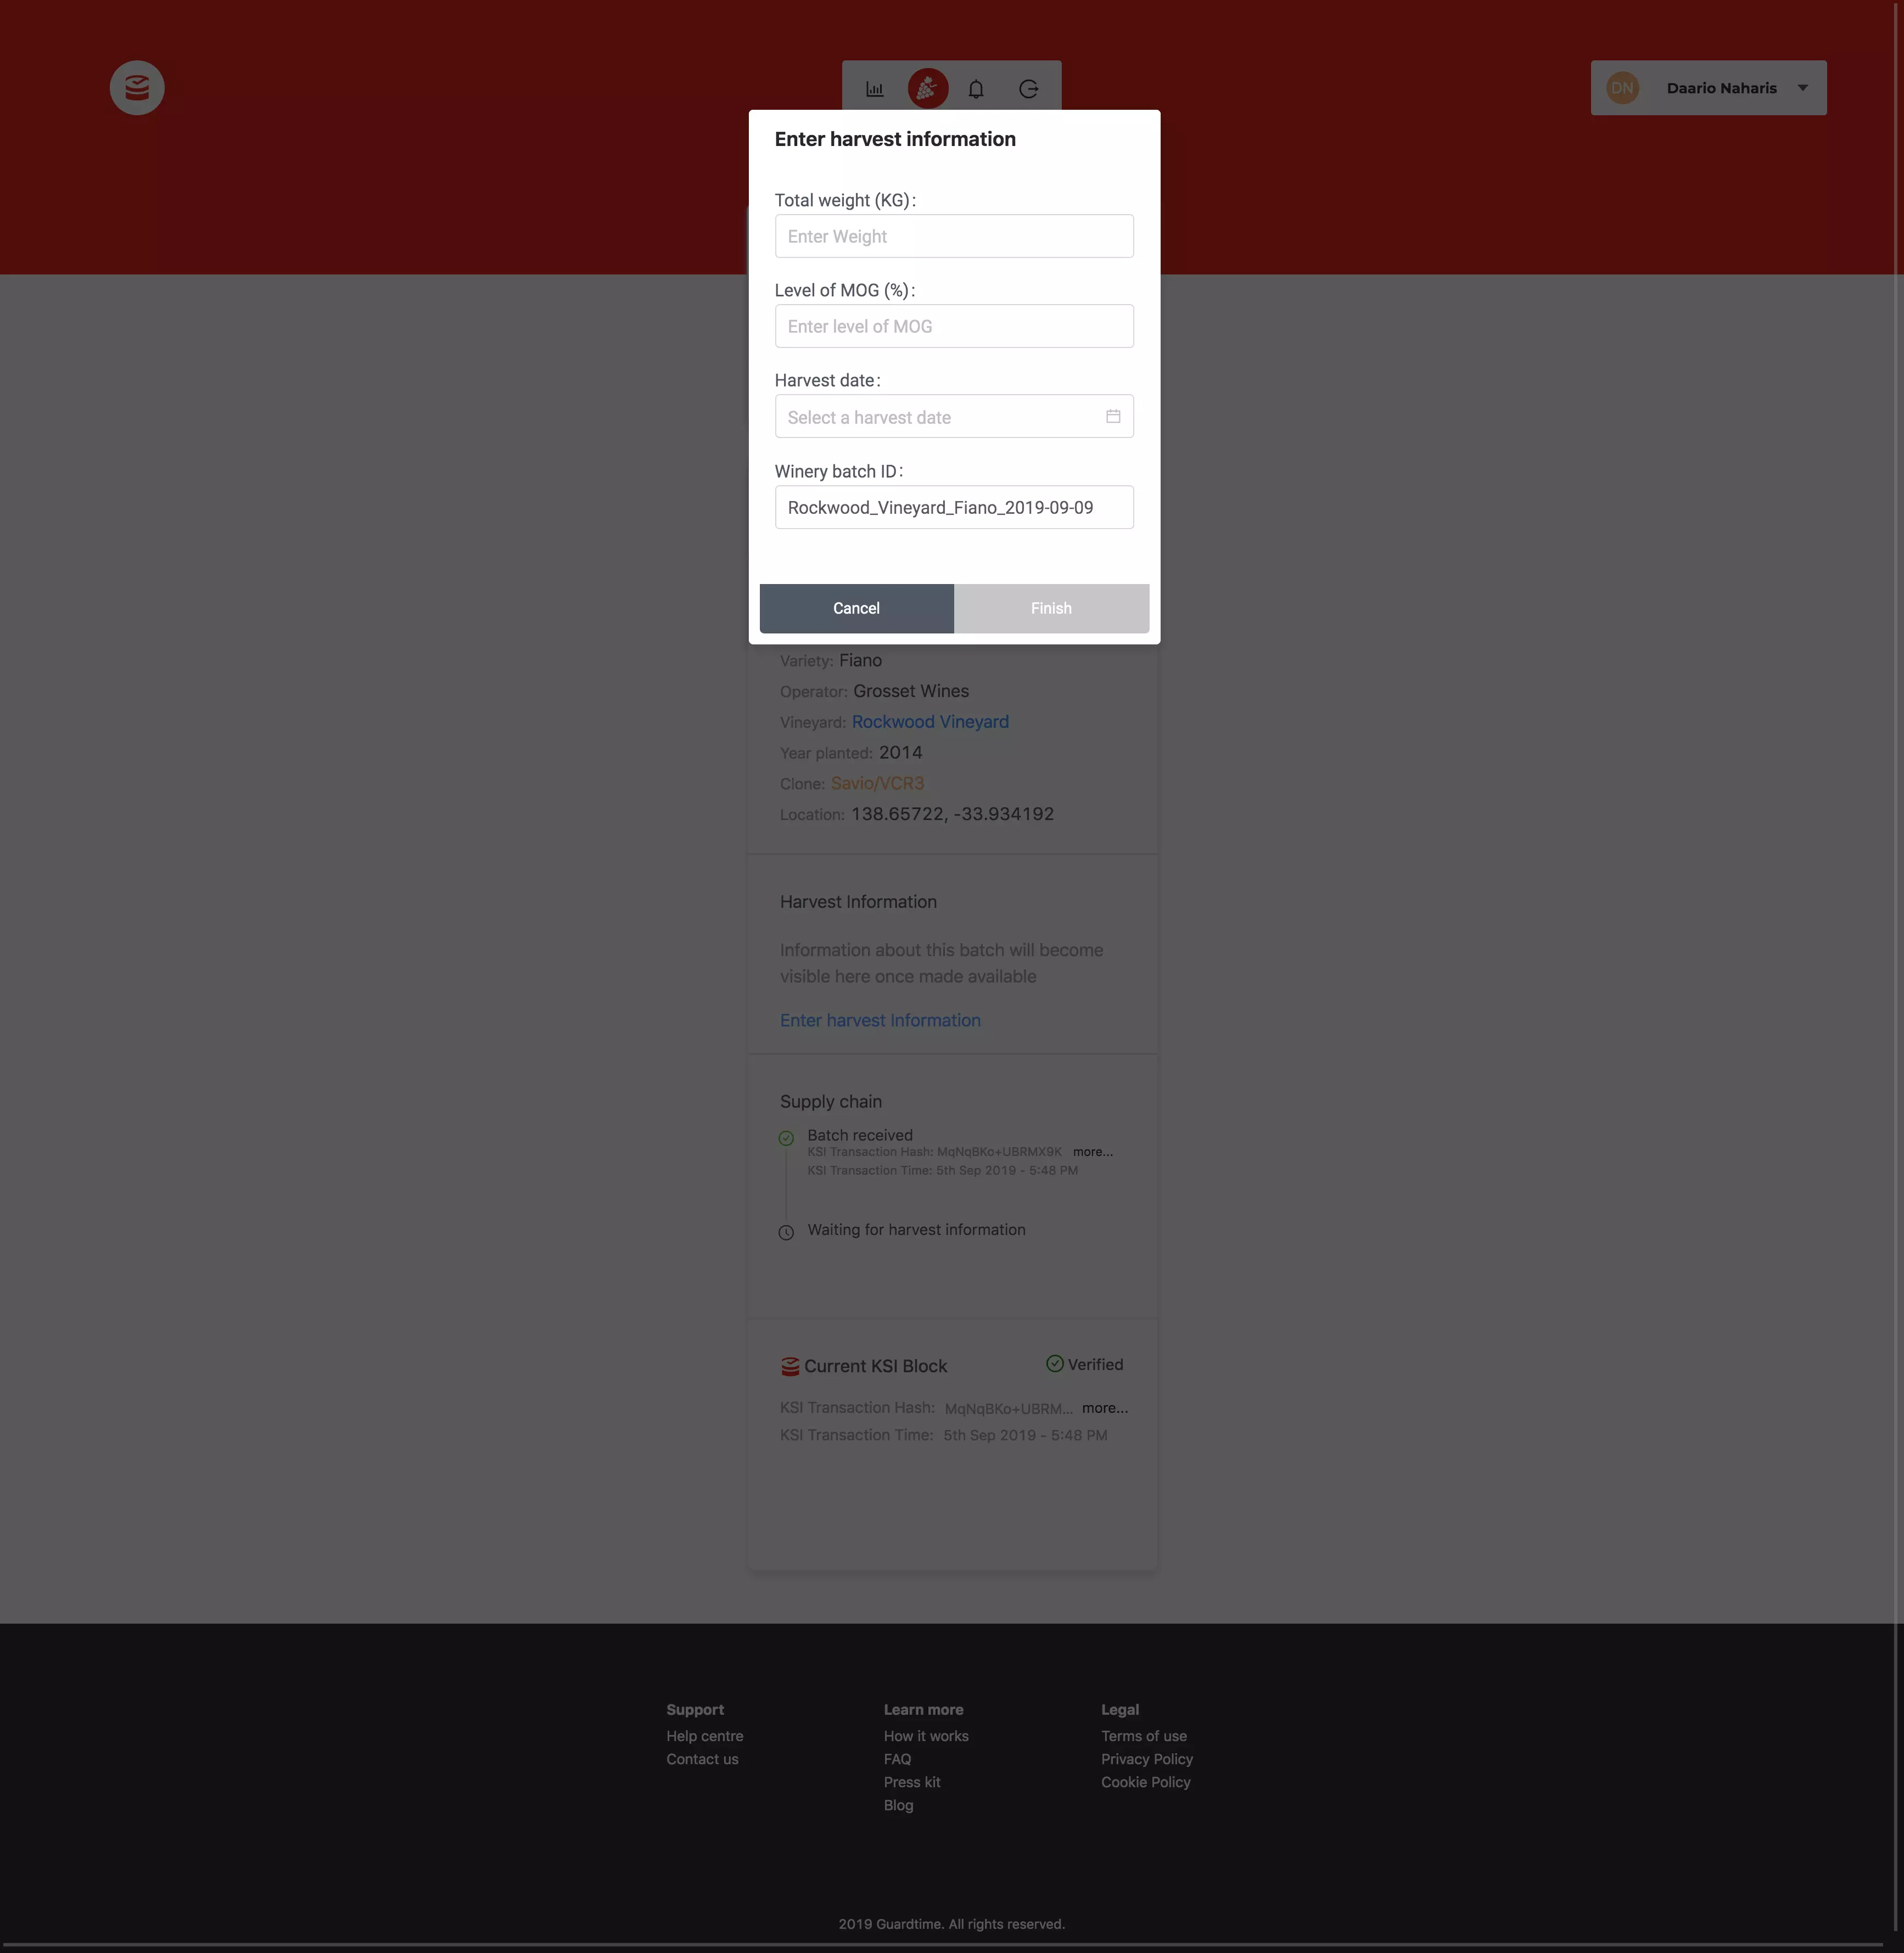 DN
Daario Naharis
Enter harvest information
Total weight (KG):
Enter Weight
Level of MOG (%):
Enter level of MOG
Harvest date:
Select a harvest date
Winery batch ID:
Rockwood_Vineyard_Fiano_2019-09-09
Cancel
Finish
Variety: Fiano
Operator: Grosset Wines
Vineyard: Rockwood Vineyard
Year planted: 2014
Clone: Savio/VCR3
Location: 138.65722, -33.934192
Harvest Information
Information about this batch will become
visible here once made available
Enter harvest Information
Supply chain
Batch received
KSI Transaction Hash: MqNqBKo+UBRMX9K more...
KSI Transaction Time: 5th Sep 2019 - 5:48 PM
Waiting for harvest information
Current KSI Block
Verified
KSI Transaction Hash: MqNqBKo+UBRM... more...
KSI Transaction Time: 5th Sep 2019 - 5:48 PM
Support
Help centre
Contact us
Learn more
How it works
FAQ
Press kit
Blog
Legal
Terms of use
Privacy Policy
Cookie Policy
2019 Guardtime. All rights reserved.